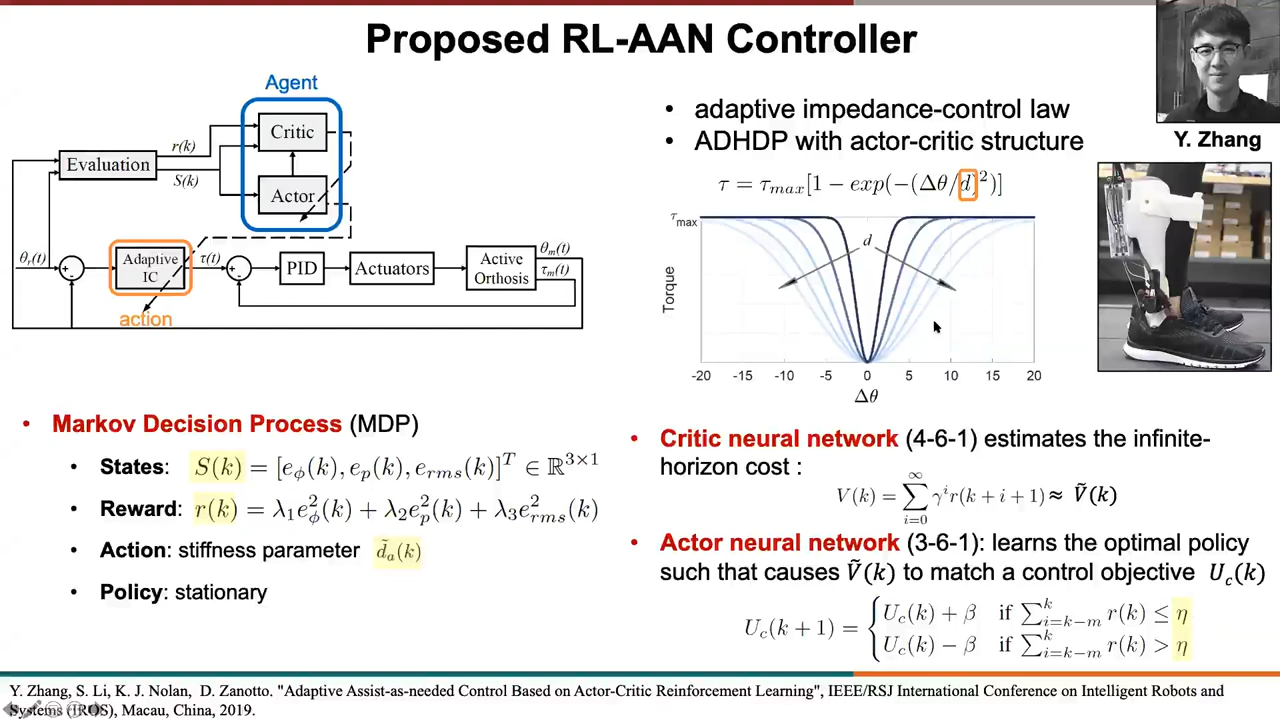 Proposed RL-AAN Controller
Agent
Critic
Actor
Evaluation
r(k)
S(k)
θr(t)
+
-
Adaptive
IC
τ(t)
+
-
PID
Actuators
Active
Orthosis
θm(t)
τm(t)
action
• adaptive impedance-control law
• ADHDP with actor-critic structure
τ = τmax[1 − exp(−(Δθ/d)²)]
τmax
d
Torque
-20 -15 -10 -5 0 5 10 15 20
Δθ
Y. Zhang
• Markov Decision Process (MDP)
• States: S(k) = [eϕ(k), ep(k), erms(k)]ᵀ ∈ ℝ³ˣ¹
• Reward: r(k) = λ₁e²ϕ(k) + λ₂e²p(k) + λ₃e²rms(k)
• Action: stiffness parameter d̃a(k)
• Policy: stationary
• Critic neural network (4-6-1) estimates the infinite-
horizon cost :
V(k) = ∑_{i=0}^{∞} γⁱr(k + i + 1) ≈ Ṽ(k)
• Actor neural network (3-6-1): learns the optimal policy
such that causes Ṽ(k) to match a control objective Uc(k)
Uc(k + 1) = { Uc(k) + β if ∑_{i=k−m}^{k} r(k) ≤ η
Uc(k) − β if ∑_{i=k−m}^{k} r(k) > η
Y. Zhang, S. Li, K. J. Nolan, D. Zanotto. "Adaptive Assist-as-needed Control Based on Actor-Critic Reinforcement Learning", IEEE/RSJ International Conference on Intelligent Robots and
Systems (IROS), Macau, China, 2019.